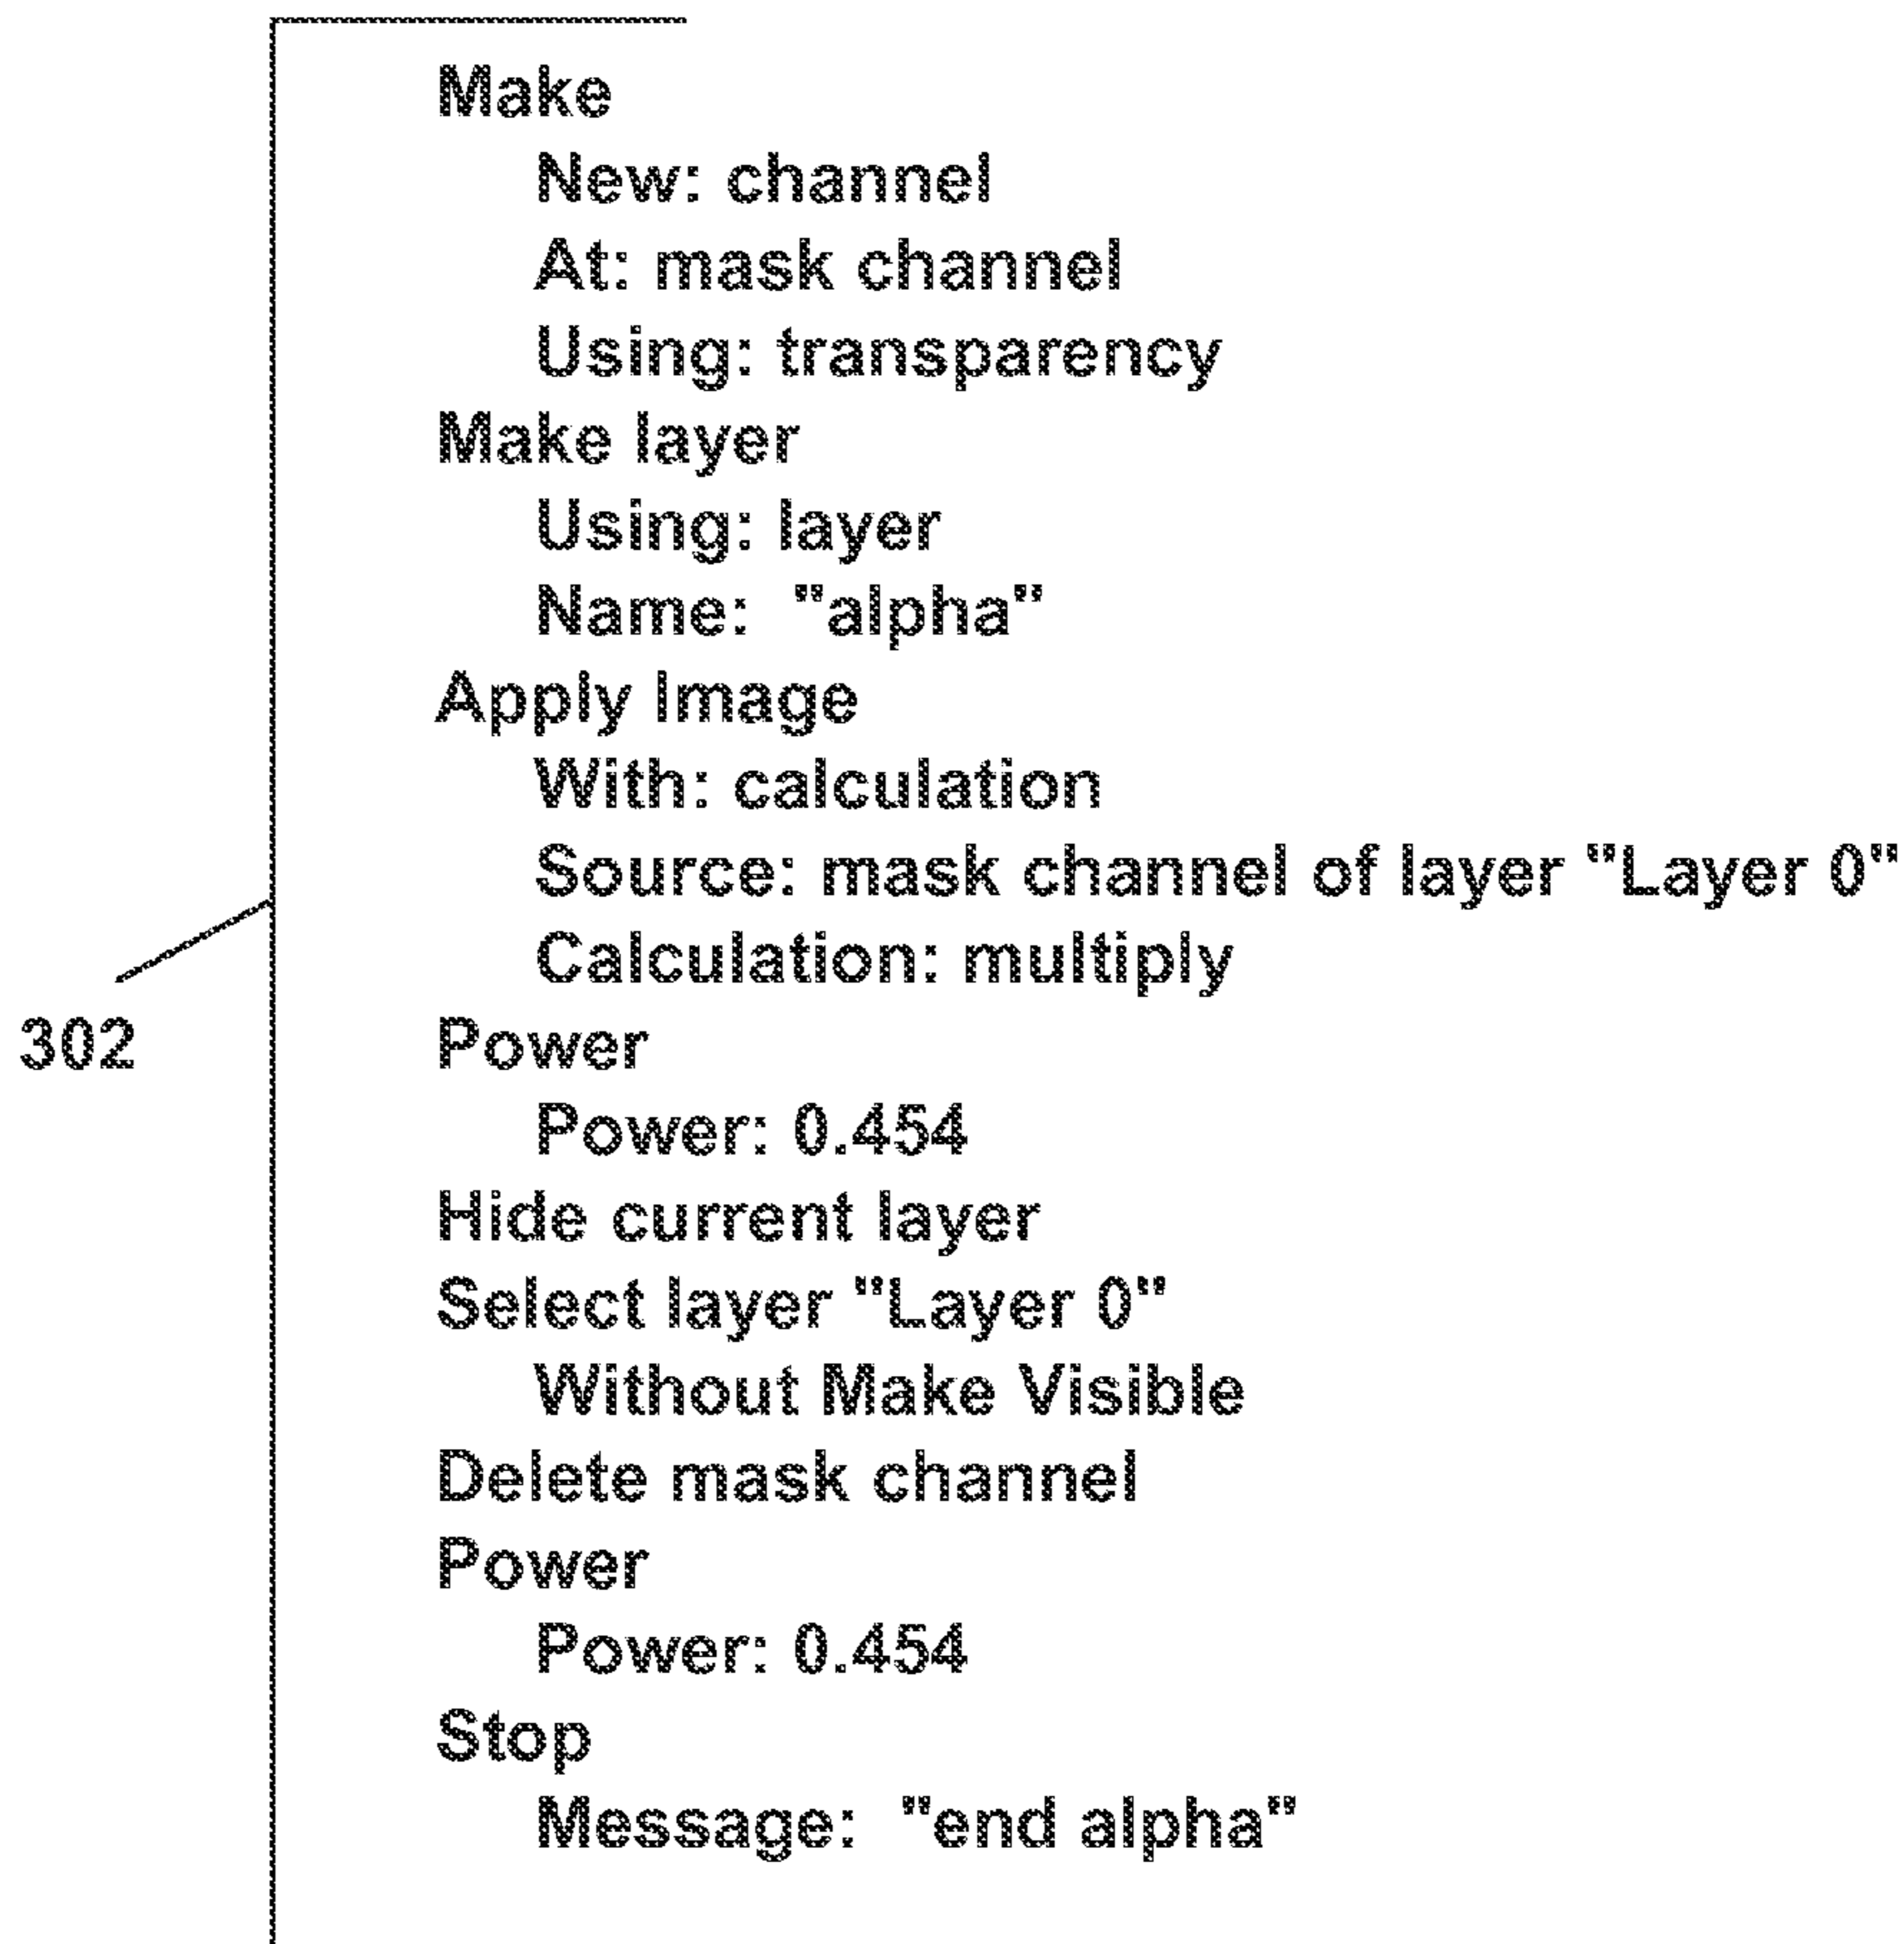 Make
New: channel
At: mask channel
Using: transparency
Make layer
Using: layer
Name: "alpha"
Apply Image
With: calculation
Source: mask channel of layer "Layer 0"
Calculation: multiply
302
Power
Power: 0.454
Hide current layer
Select layer "Layer 0"
Without Make Visible
Delete mask channel
Power
Power: 0.454
Stop
Message: "end alpha"